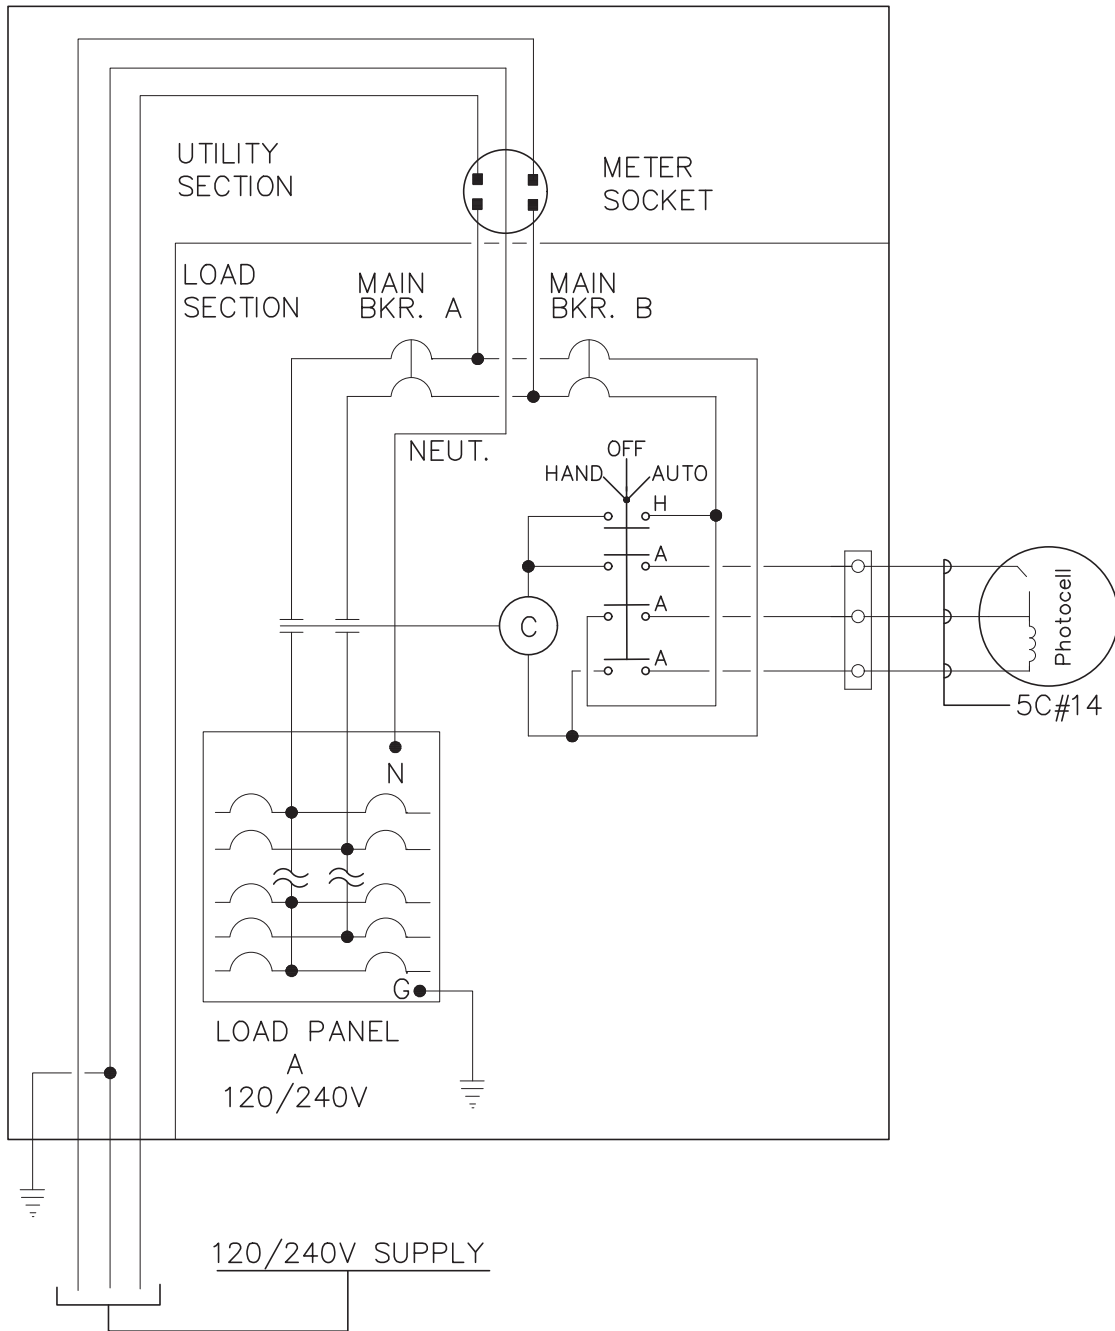 UTILITY
SECTION
METER
SOCKET
LOAD
SECTION
MAIN
BKR. A
MAIN
BKR. B
NEUT.
OFF
HAND
AUTO
H
A
A
A
C
Photocell
5C#14
N
G
LOAD PANEL
A
120/240V
120/240V SUPPLY